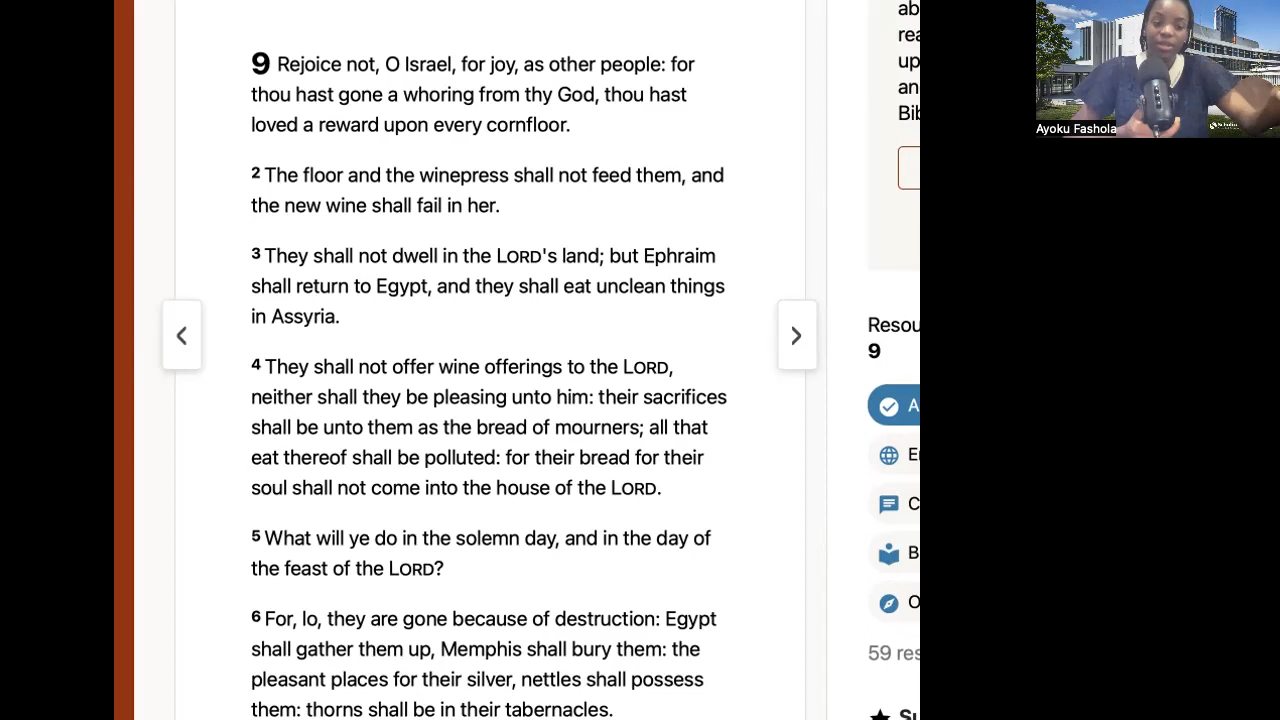 9 Rejoice not, O Israel, for joy, as other people: for
thou hast gone a whoring from thy God, thou hast
loved a reward upon every cornfloor.
2 The floor and the winepress shall not feed them, and
the new wine shall fail in her.
3 They shall not dwell in the LORD's land; but Ephraim
shall return to Egypt, and they shall eat unclean things
in Assyria.
4 They shall not offer wine offerings to the LORD,
neither shall they be pleasing unto him: their sacrifices
shall be unto them as the bread of mourners; all that
eat thereof shall be polluted: for their bread for their
soul shall not come into the house of the LORD.
5 What will ye do in the solemn day, and in the day of
the feast of the LORD?
6 For, lo, they are gone because of destruction: Egypt
shall gather them up, Memphis shall bury them: the
pleasant places for their silver, nettles shall possess
them: thorns shall be in their tabernacles.
ab
rea
up
an
Bib
Resou
9
A
E
C
B
O
59 res
Su
Ayoku Fashola